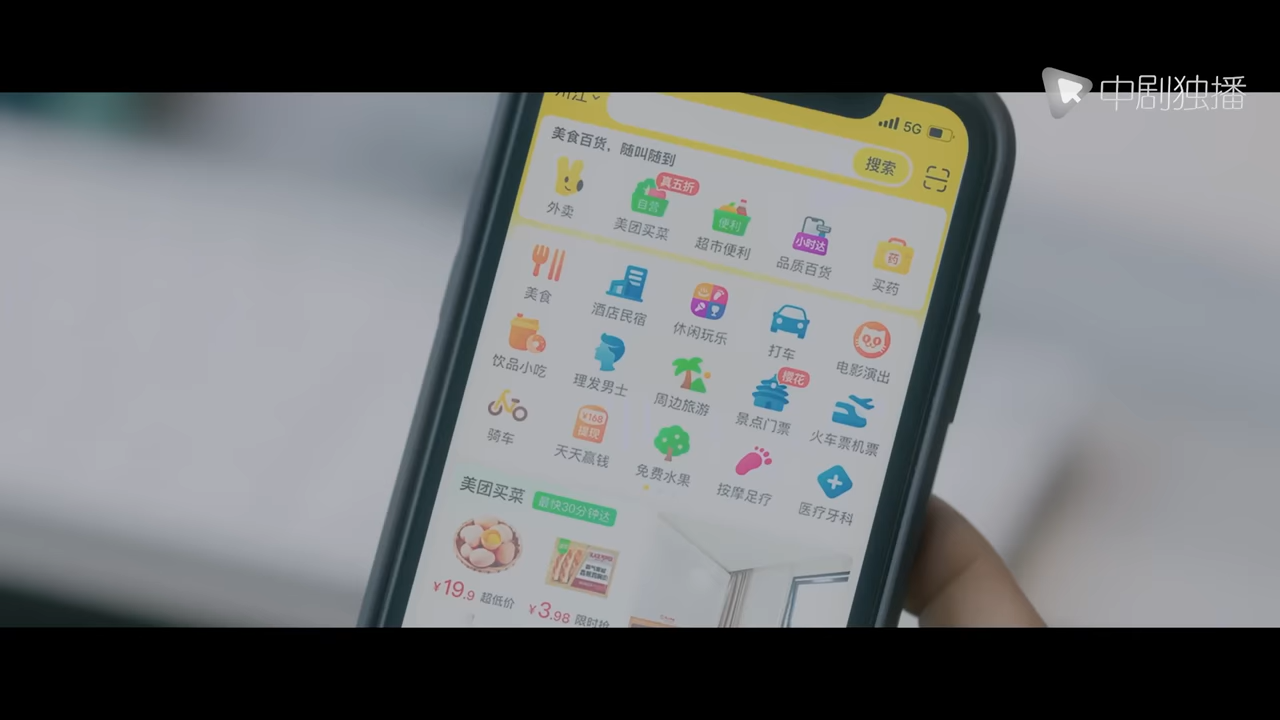 中剧独播
5G
搜索
美食百货，随叫随到
真五折
自营
便利
小时达
药
外卖
美团买菜
超市便利
品质百货
买药
美食
酒店民宿
休闲玩乐
打车
电影演出
樱花
饮品小吃
理发男士
周边旅游
景点门票
火车票机票
¥168
提现
骑车
天天赢钱
免费水果
按摩足疗
医疗牙科
美团买菜
最快30分钟达
¥19.9 超低价
¥3.98 限时抢